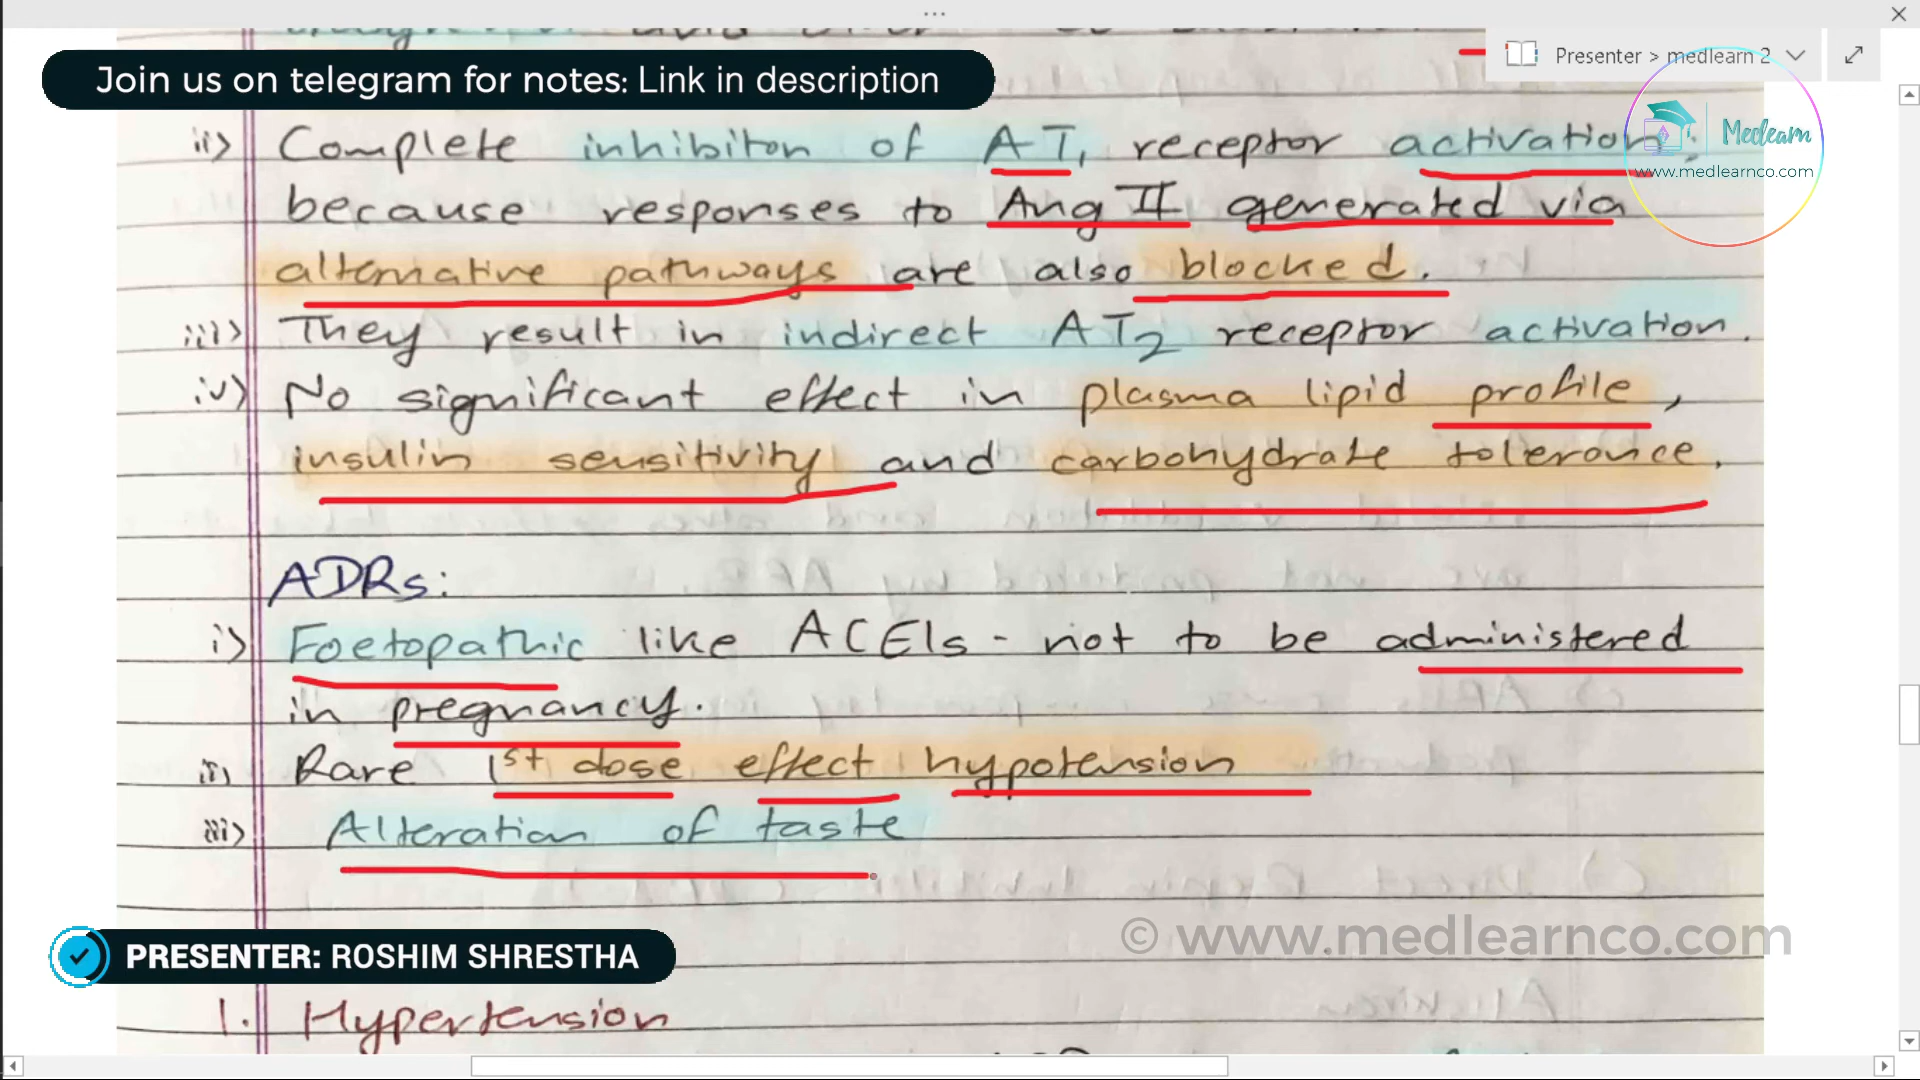 Presenter > medlearn 2
Join us on telegram for notes: Link in description
Medlearn
www.medlearnco.com
ii) Complete inhibiton of AT1 receptor activation,
because responses to Ang II generated via
alternative pathways are also blocked.
iii) They result in indirect AT2 receptor activation.
iv) No significant effect in plasma lipid profile,
insulin sensitivity and carbohydrate tolerance.
ADRs:
i) Foetopathic like ACEIs - not to be administered
in pregnancy.
ii) Rare 1st dose effect hypotension
iii) Alteration of taste
© www.medlearnco.com
PRESENTER: ROSHIM SHRESTHA
1. Hypertension